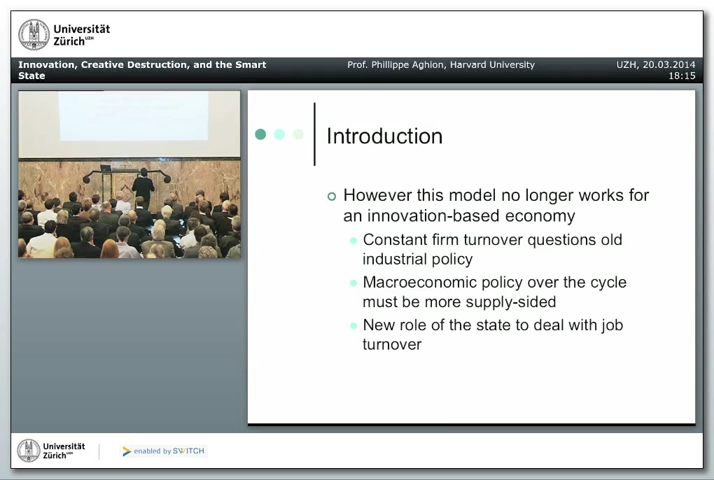 Universität
Zürich UZH
Innovation, Creative Destruction, and the Smart
State
Prof. Phillippe Aghion, Harvard University
UZH, 20.03.2014
18:15
Introduction
However this model no longer works for
an innovation-based economy
Constant firm turnover questions old
industrial policy
Macroeconomic policy over the cycle
must be more supply-sided
New role of the state to deal with job
turnover
Universität
Zürich UZH
enabled by SWITCH